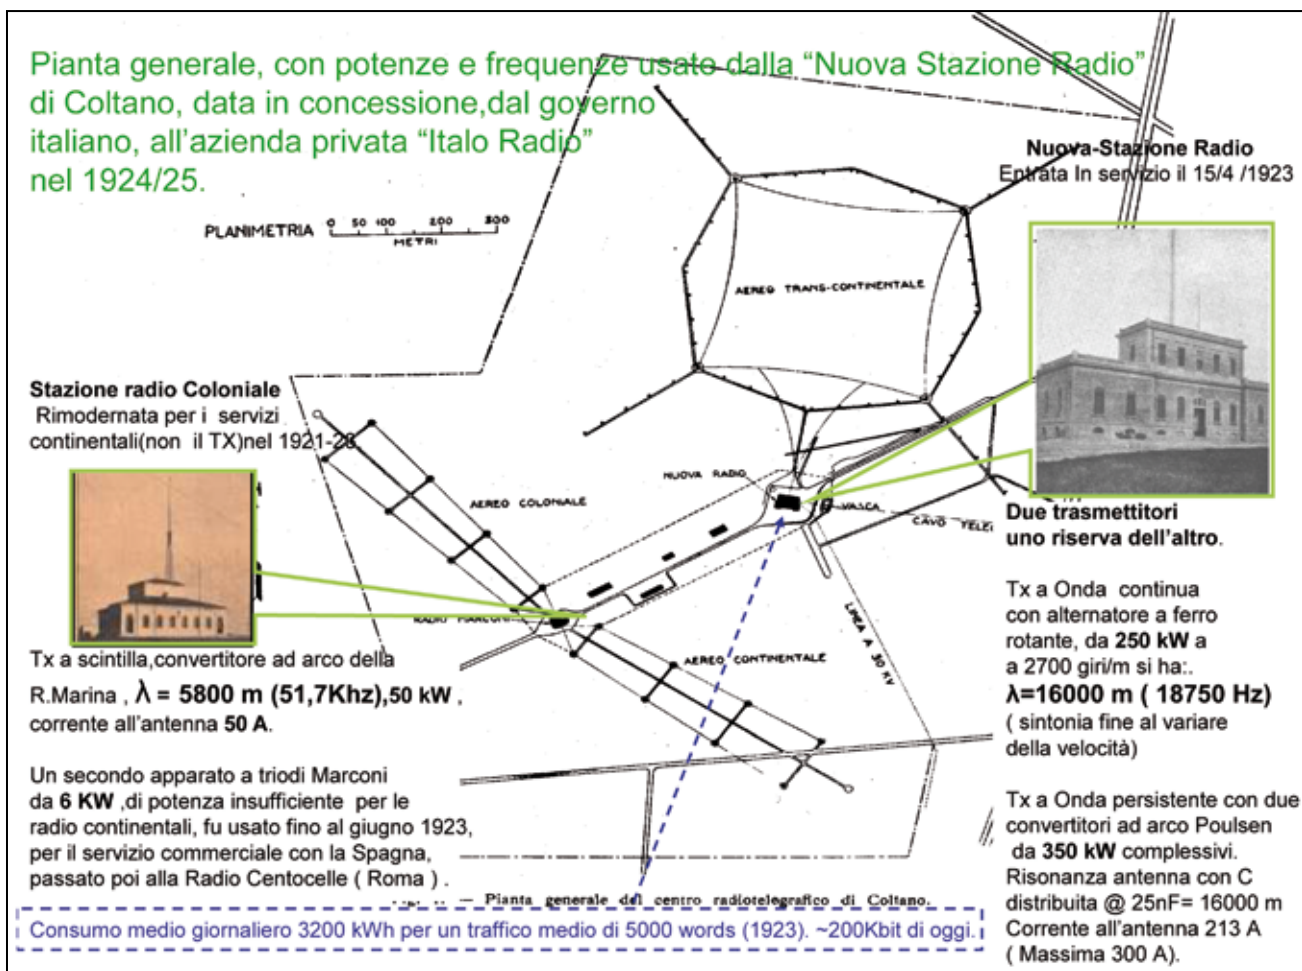 Pianta generale, con potenze e frequenze usate dalla “Nuova Stazione Radio”
di Coltano, data in concessione,dal governo
italiano, all’azienda privata “Italo Radio”
nel 1924/25.
PLANIMETRIA 0 50 100 200 300
METRI
Nuova-Stazione Radio
Entrata In servizio il 15/4 /1923
AEREO TRANS-CONTINENTALE
Stazione radio Coloniale
Rimodernata per i servizi
continentali(non il TX)nel 1921-23
NUOVA RADIO
AEREO COLONIALE
VASCA
CAVO
RADIO MARCONI
AEREO CONTINENTALE
LINEA A 30 KV
Due trasmettitori
uno riserva dell’altro.
Tx a Onda continua
con alternatore a ferro
rotante, da 250 kW a
a 2700 giri/m si ha:.
λ=16000 m ( 18750 Hz)
( sintonia fine al variare
della velocità)
Tx a Onda persistente con due
convertitori ad arco Poulsen
da 350 kW complessivi.
Risonanza antenna con C
distribuita @ 25nF= 16000 m
Corrente all’antenna 213 A
( Massima 300 A).
Tx a scintilla,convertitore ad arco della
R.Marina , λ = 5800 m (51,7Khz),50 kW ,
corrente all’antenna 50 A.
Un secondo apparato a triodi Marconi
da 6 KW ,di potenza insufficiente per le
radio continentali, fu usato fino al giugno 1923,
per il servizio commerciale con la Spagna,
passato poi alla Radio Centocelle ( Roma ) .
— Pianta generale del centro radiotelegrafico di Coltano.
Consumo medio giornaliero 3200 kWh per un traffico medio di 5000 words (1923). ~200Kbit di oggi.